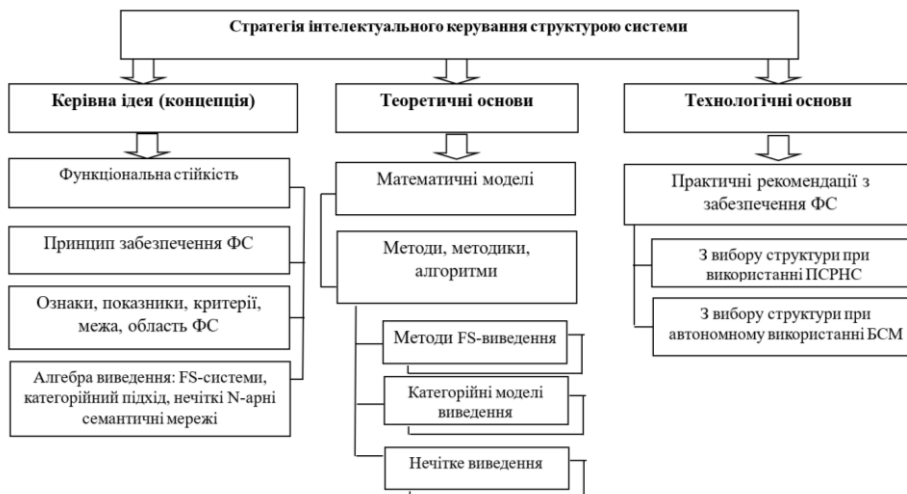 Стратегія інтелектуального керування структурою системи
Керівна ідея (концепція)
Функціональна стійкість
Принцип забезпечення ФС
Ознаки, показники, критерії,
межа, область ФС
Алгебра виведення: FS-системи,
категорійний підхід, нечіткі N-арні
семантичні мережі
Теоретичні основи
Математичні моделі
Методи, методики,
алгоритми
Методи FS-виведення
Категорійні моделі
виведення
Нечітке виведення
Технологічні основи
Практичні рекомендації з
забезпечення ФС
З вибору структури при
використанні ПСРНС
З вибору структури при
автономному використанні БСМ